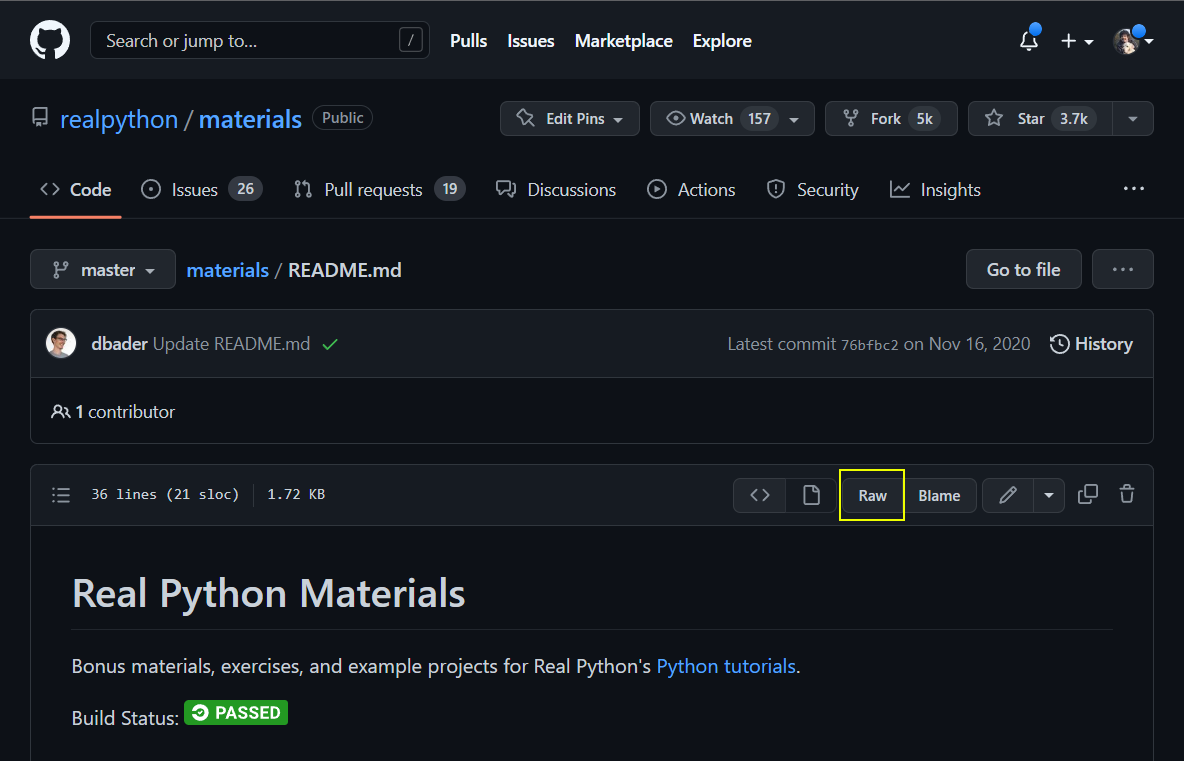 Search or jump to... / Pulls Issues Marketplace Explore
realpython / materials Public Edit Pins Watch 157 Fork 5k Star 3.7k
Code Issues 26 Pull requests 19 Discussions Actions Security Insights ...
master materials / README.md Go to file ...
dbader Update README.md Latest commit 76bfbc2 on Nov 16, 2020 History
1 contributor
36 lines (21 sloc) 1.72 KB <> Raw Blame
Real Python Materials
Bonus materials, exercises, and example projects for Real Python's Python tutorials.
Build Status: PASSED